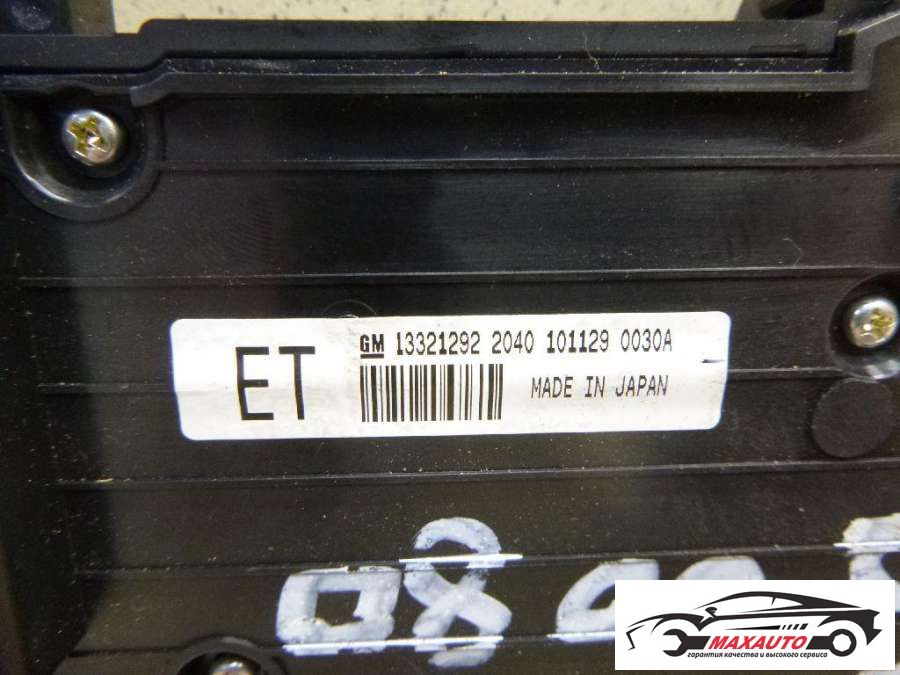 ET
GM 13321292 2040 101129 0030A
MADE IN JAPAN
MAXAUTO
гарантия качества и высокого сервиса